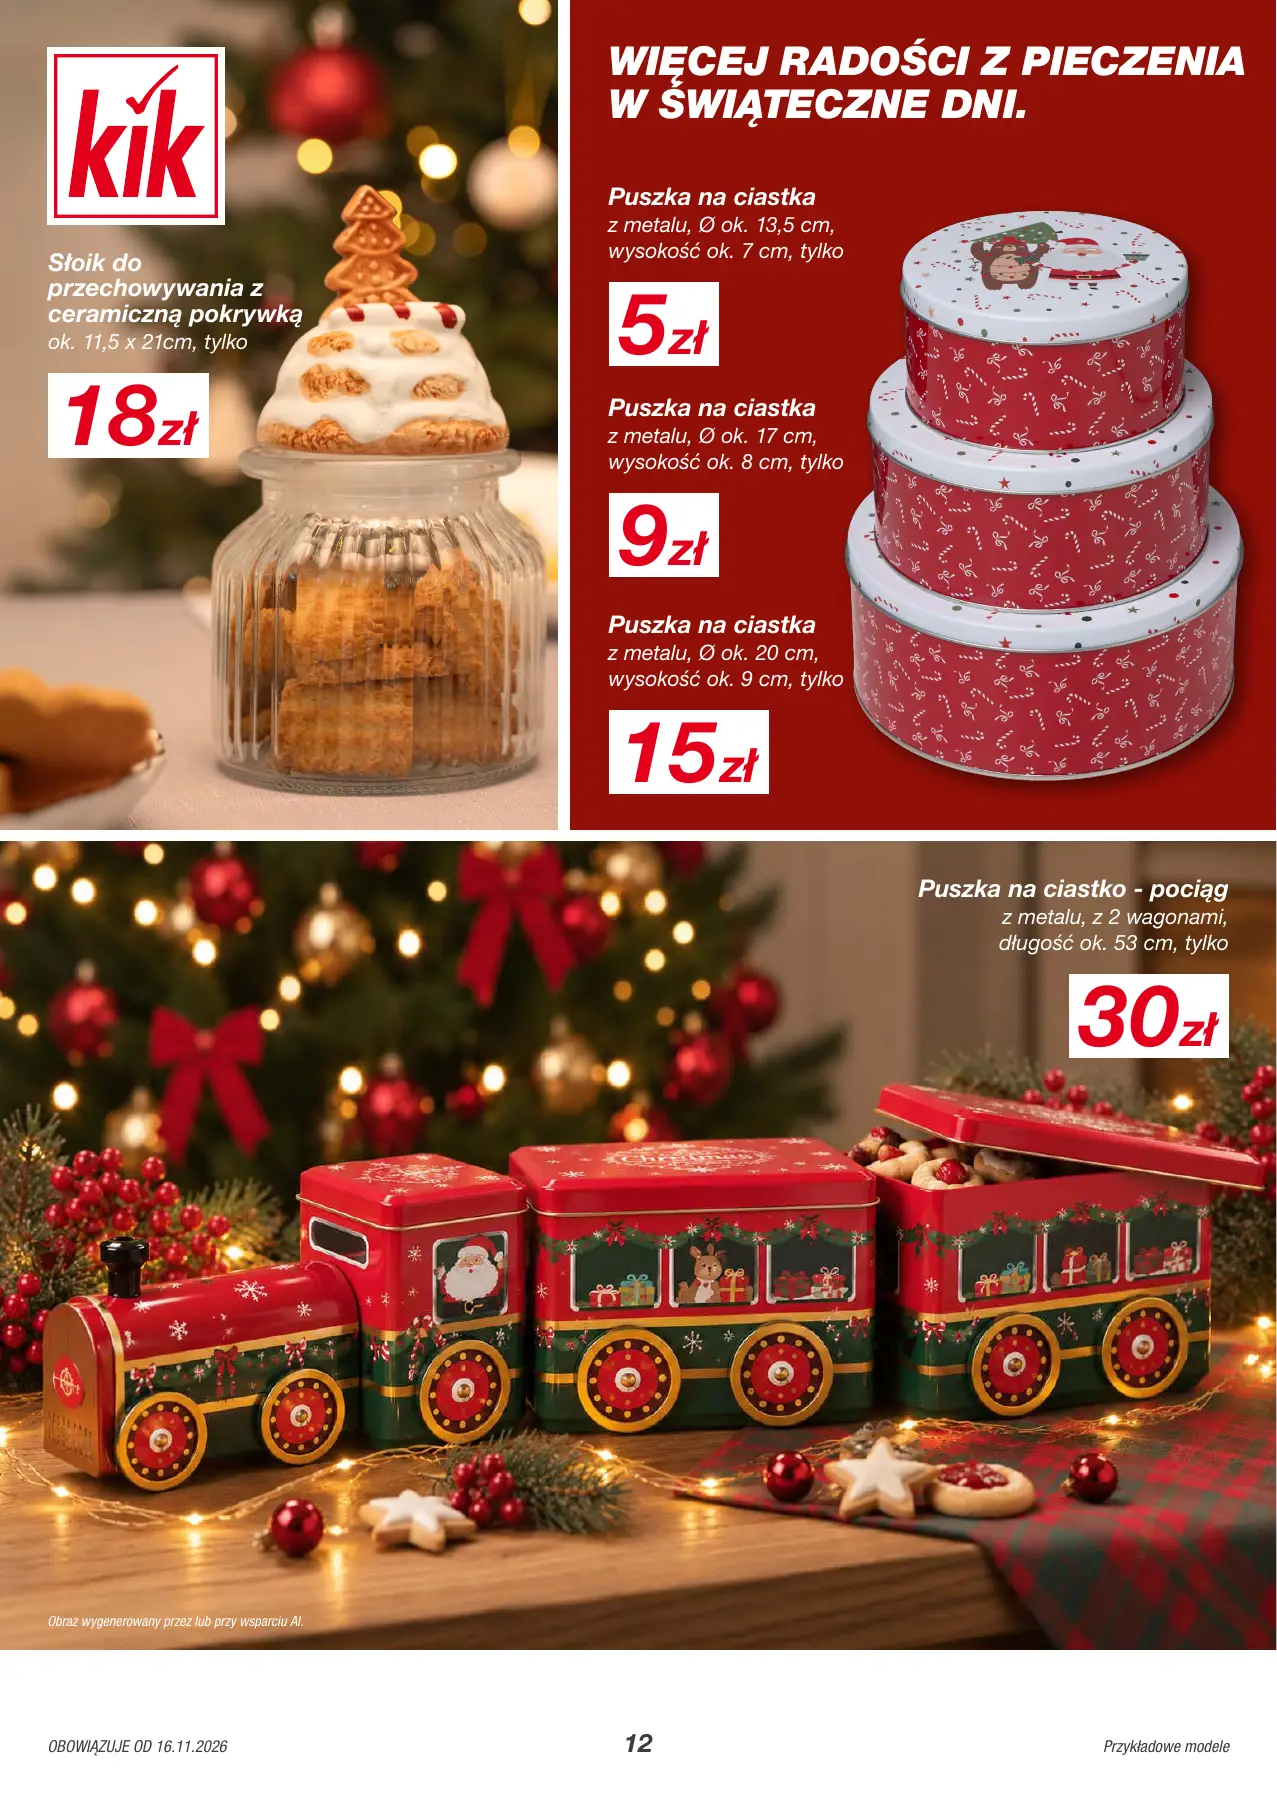 kik
Słoik do
przechowywania z
ceramiczną pokrywką
ok. 11,5 x 21cm, tylko
18zł
WIĘCEJ RADOŚCI Z PIECZENIA
W ŚWIĄTECZNE DNI.
Puszka na ciastka
z metalu, Ø ok. 13,5 cm,
wysokość ok. 7 cm, tylko
5zł
Puszka na ciastka
z metalu, Ø ok. 17 cm,
wysokość ok. 8 cm, tylko
9zł
Puszka na ciastka
z metalu, Ø ok. 20 cm,
wysokość ok. 9 cm, tylko
15zł
Puszka na ciastko - pociąg
z metalu, z 2 wagonami,
długość ok. 53 cm, tylko
30zł
Christmas
Obraz wygenerowany przez lub przy wsparciu AI.
OBOWIĄZUJE OD 16.11.2026
12
Przykładowe modele